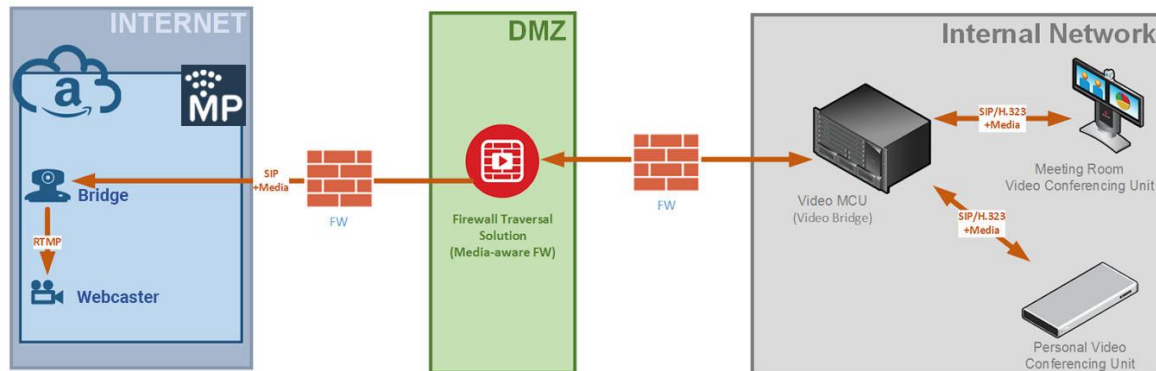 INTERNET
a
MP
Bridge
RTMP
Webcaster
SIP
+Media
FW
DMZ
Firewall Traversal
Solution
(Media-aware FW)
FW
Internal Network
Video MCU
(Video Bridge)
SIP/H.323
+Media
Meeting Room
Video Conferencing Unit
SIP/H.323
+Media
Personal Video
Conferencing Unit